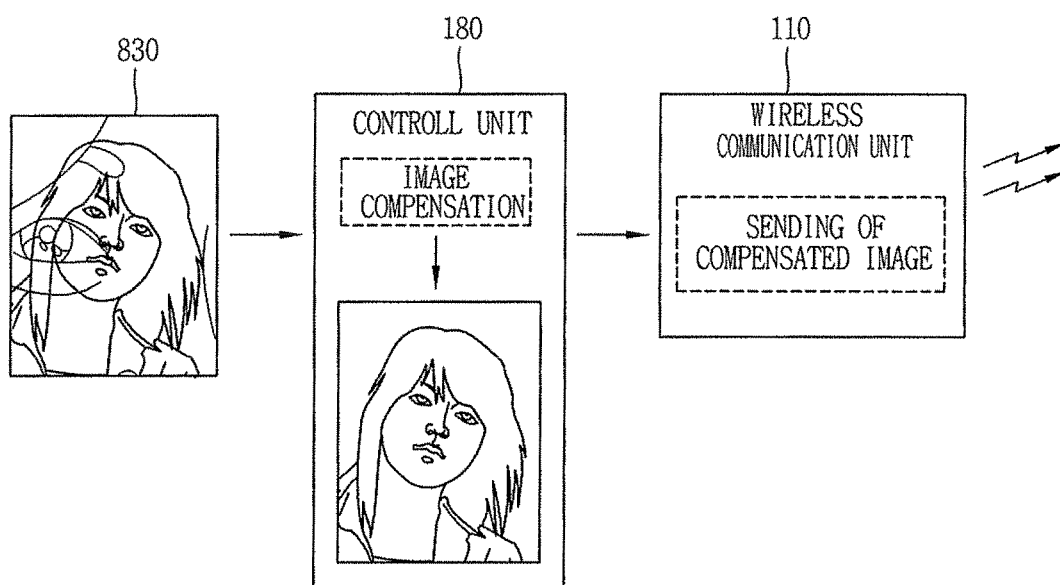 830
180
110
CONTROLL UNIT
IMAGE
COMPENSATION
WIRELESS
COMMUNICATION UNIT
SENDING OF
COMPENSATED IMAGE